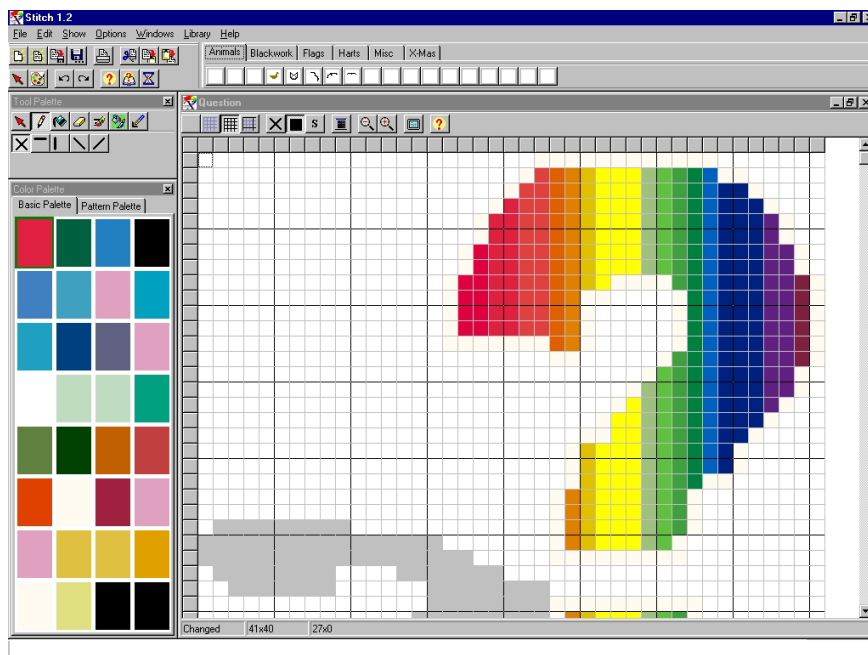 Stitch 1.2
File Edit Show Options Windows Library Help
Animals Blackwork Flags Harts Misc X-Mas
Tool Palette
Question
S
Color Palette
Basic Palette Pattern Palette
Changed 41x40 27x0